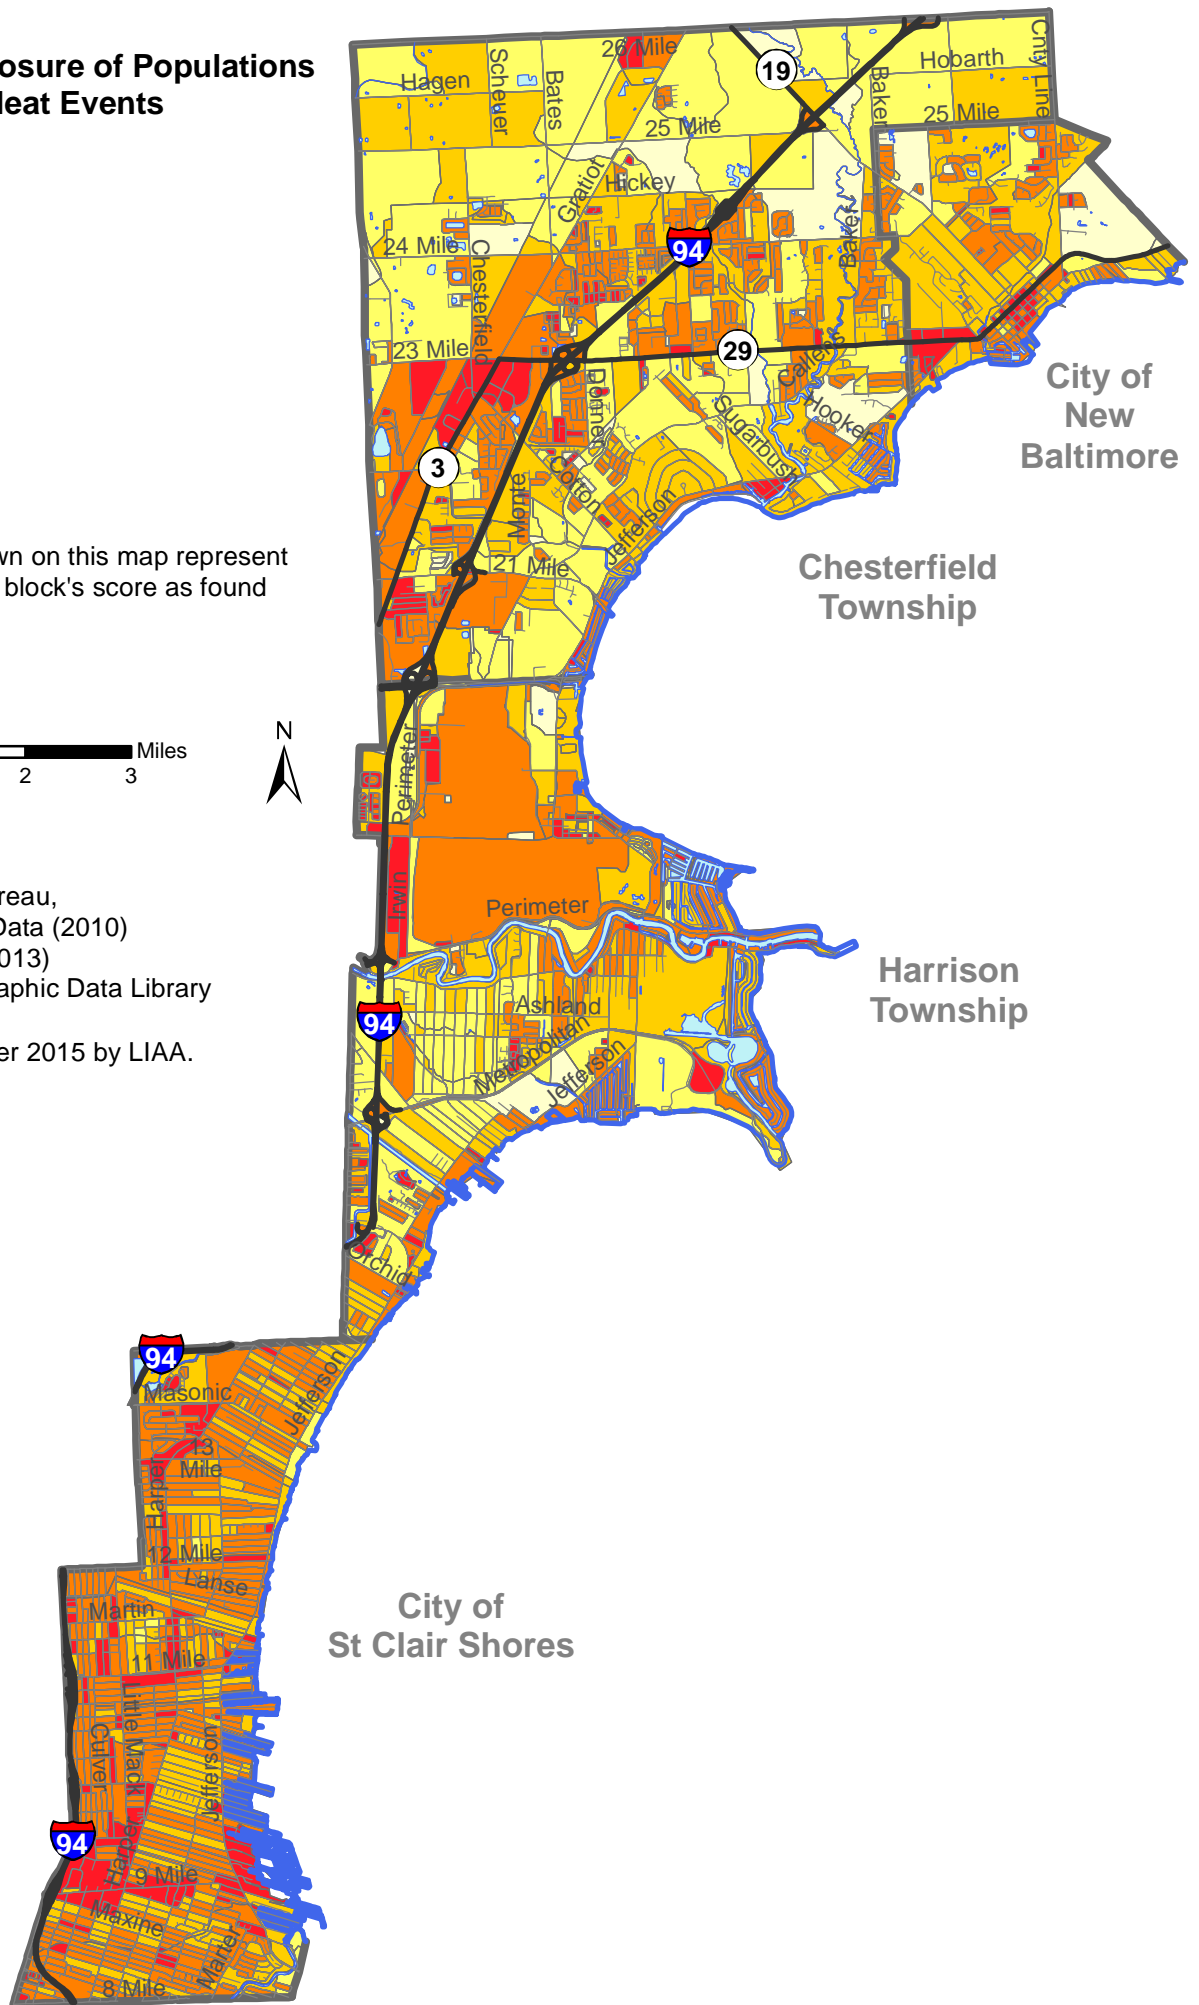 osure of Populations
Heat Events
26 Mile
19
Hobarth
Cnty Line
Hagen
Scheuer
Bates
Baker
25 Mile
25 Mile
Gratiot
Hickey
24 Mile
Chesterfield
94
Baker
23 Mile
29
Callens
Donner
Sugarbush
Hooker
City of
New
Baltimore
3
Cotton
Jefferson
21 Mile
wn on this map represent
block's score as found
Chesterfield
Township
N
Miles
2
3
Perimeter
Irwin
reau,
Data (2010)
013)
aphic Data Library
er 2015 by LIAA.
Perimeter
Harrison
Township
Ashland
94
Metropolitan
Jefferson
Orchid
94
Masonic
Jefferson
13
Mile
Harper
12 Mile
Lanse
Martin
11 Mile
City of
St Clair Shores
Little Mack
Culver
Jefferson
94
Harper
9 Mile
Maxine
Marter
8 Mile